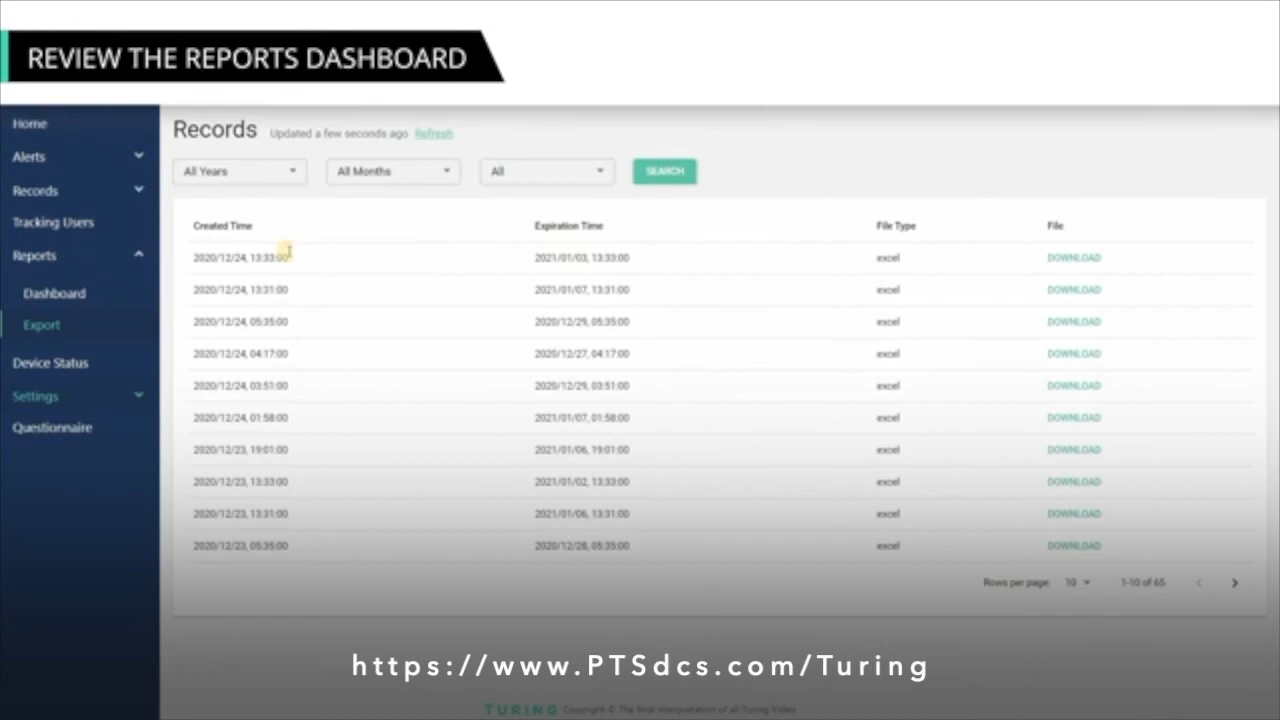 REVIEW THE REPORTS DASHBOARD
Home
Alerts
Records
Tracking Users
Reports
Dashboard
Export
Device Status
Settings
Questionnaire
Records Updated a few seconds ago Refresh
All Years All Months All SEARCH
Created Time Expiration Time File Type File
2020/12/24, 13:33:00 2021/01/03, 13:33:00 excel DOWNLOAD
2020/12/24, 13:31:00 2021/01/07, 13:31:00 excel DOWNLOAD
2020/12/24, 05:35:00 2020/12/29, 05:35:00 excel DOWNLOAD
2020/12/24, 04:17:00 2020/12/27, 04:17:00 excel DOWNLOAD
2020/12/24, 03:51:00 2020/12/29, 03:51:00 excel DOWNLOAD
2020/12/24, 01:58:00 2021/01/07, 01:58:00 excel DOWNLOAD
2020/12/23, 19:01:00 2021/01/06, 19:01:00 excel DOWNLOAD
2020/12/23, 13:33:00 2021/01/02, 13:33:00 excel DOWNLOAD
2020/12/23, 13:31:00 2021/01/06, 13:31:00 excel DOWNLOAD
2020/12/23, 05:35:00 2020/12/28, 05:35:00 excel DOWNLOAD
Rows per page: 10 1-10 of 65
https://www.PTSdcs.com/Turing
TURING Copyright © The final interpretation of all Turing Video